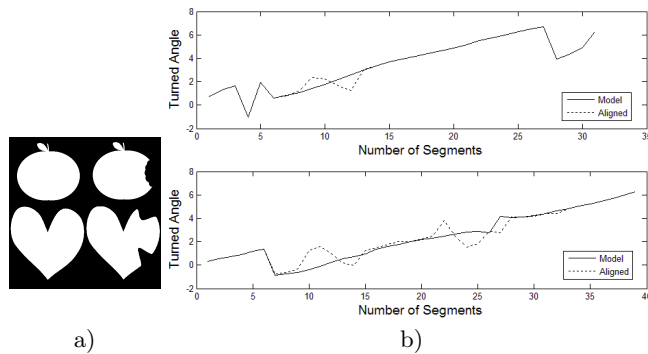 8
6
4
2
0
-2
Turned Angle
0 5 10 15 20 25 30 35
Number of Segments
Model
Aligned
8
6
4
2
0
-2
Turned Angle
0 5 10 15 20 25 30 35 40
Number of Segments
Model
Aligned
a) b)